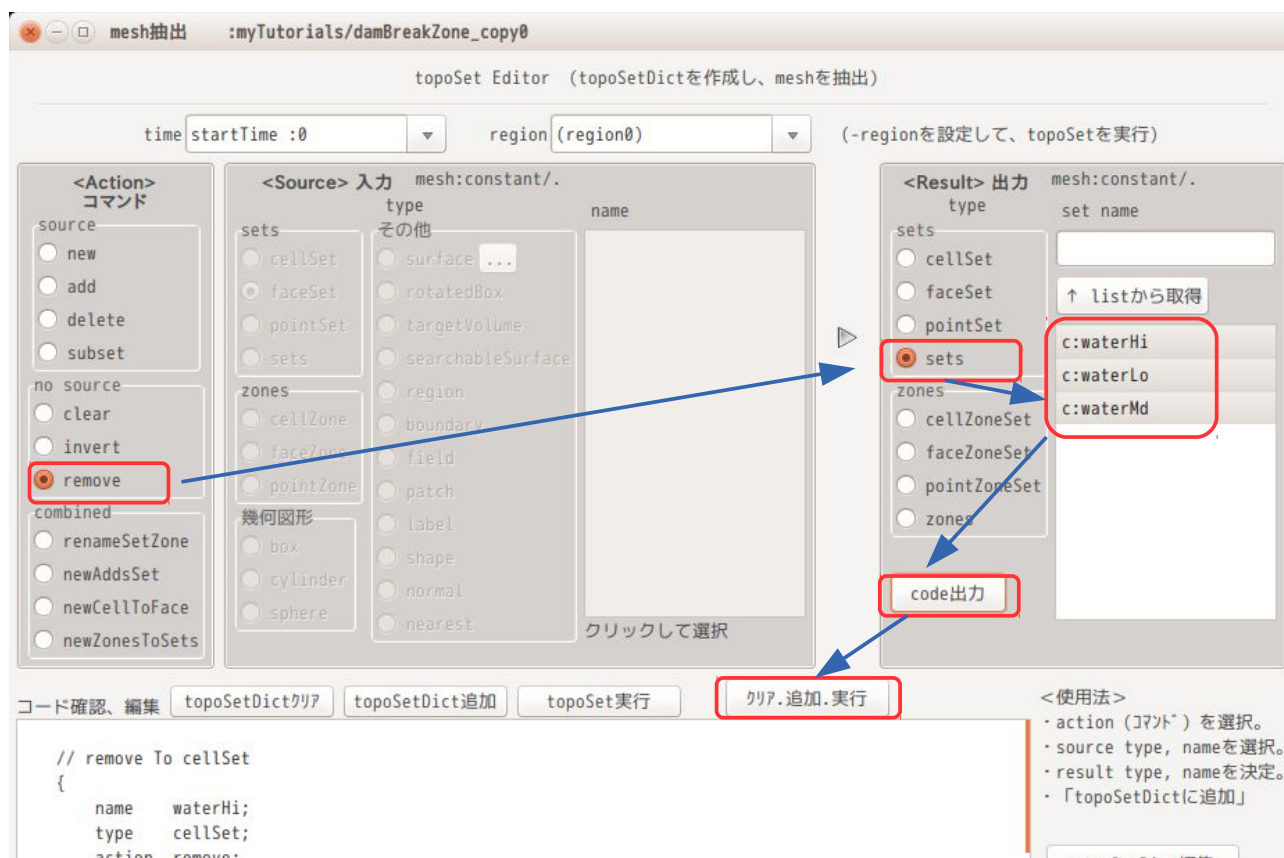 mesh抽出 :myTutorials/damBreakZone_copy0
topoSet Editor (topoSetDictを作成し、meshを抽出)
time startTime :0 region (region0) (-regionを設定して、topoSetを実行)
<Action>
コマンド
source
new
add
delete
subset
no source
clear
invert
remove
combined
renameSetZone
newAddsSet
newCellToFace
newZonesToSets
<Source> 入力 mesh:constant/.
type
name
sets
cellSet
faceSet
pointSet
sets
zones
cellZone
faceZone
pointZone
幾何図形
box
cylinder
sphere
その他
surface ...
rotatedBox
targetVolume
searchableSurface
region
boundary
field
patch
label
shape
normal
nearest
クリックして選択
<Result> 出力 mesh:constant/.
type
set name
sets
cellSet
faceSet
pointSet
sets
zones
cellZoneSet
faceZoneSet
pointZoneSet
zones
code出力
↑ listから取得
c:waterHi
c:waterLo
c:waterMd
コード確認、編集 topoSetDictｸﾘｱ topoSetDict追加 topoSet実行 ｸﾘｱ.追加.実行
// remove To cellSet
{
name waterHi;
type cellSet;
action remove;
<使用法>
・action (ｺﾏﾝﾄﾞ) を選択。
・source type, nameを選択。
・result type, nameを決定。
・「topoSetDictに追加」